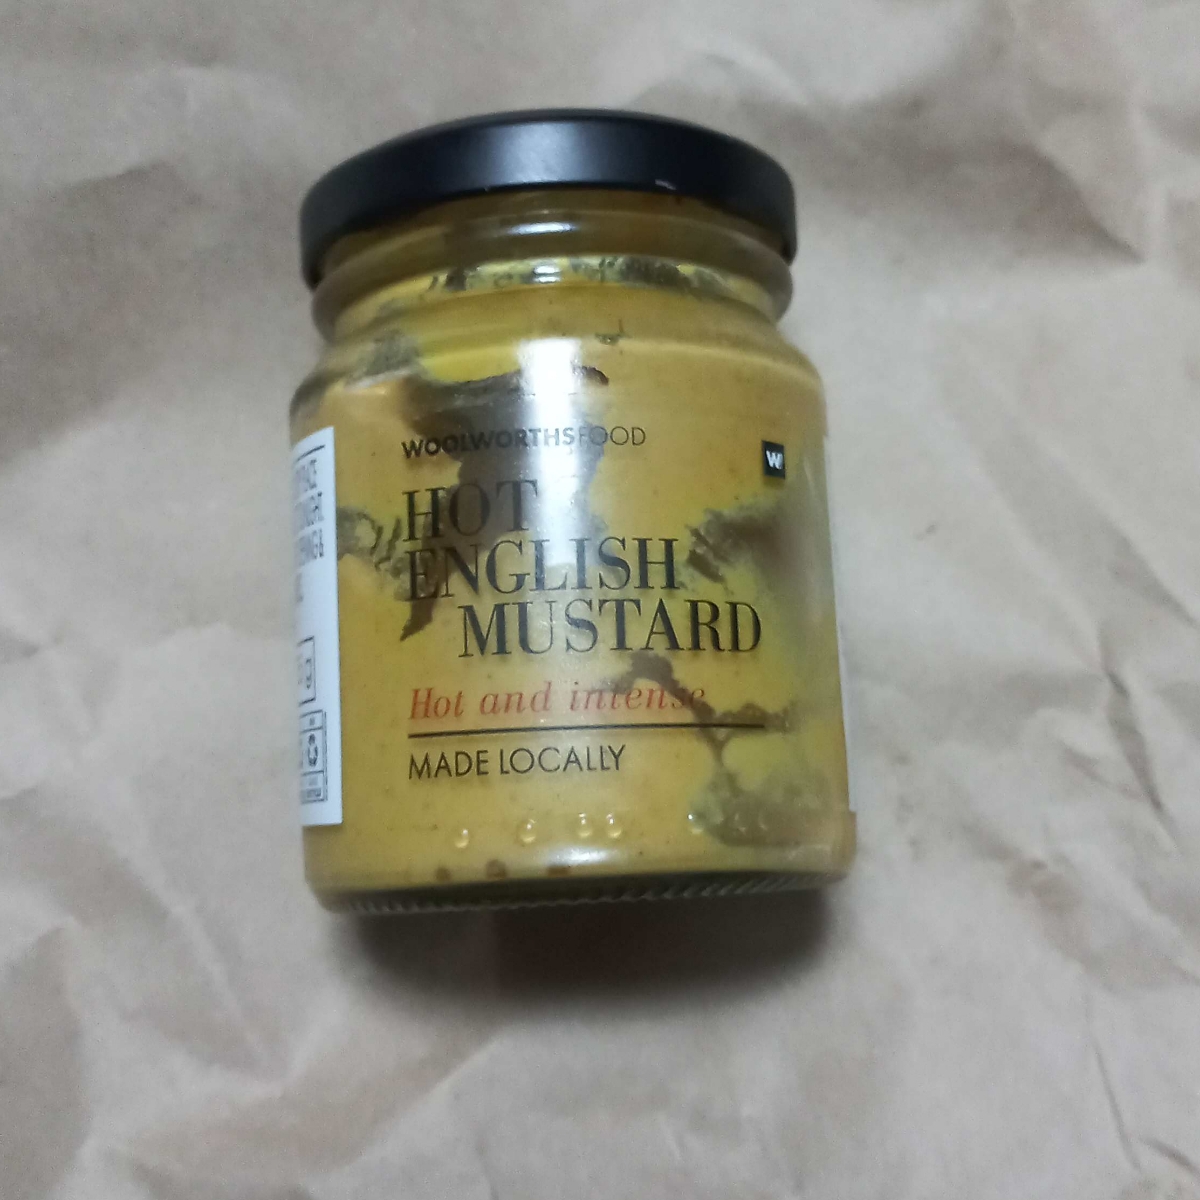 WOOLWORTHSFOOD
W
HOT
ENGLISH
MUSTARD
Hot and intense
MADE LOCALLY